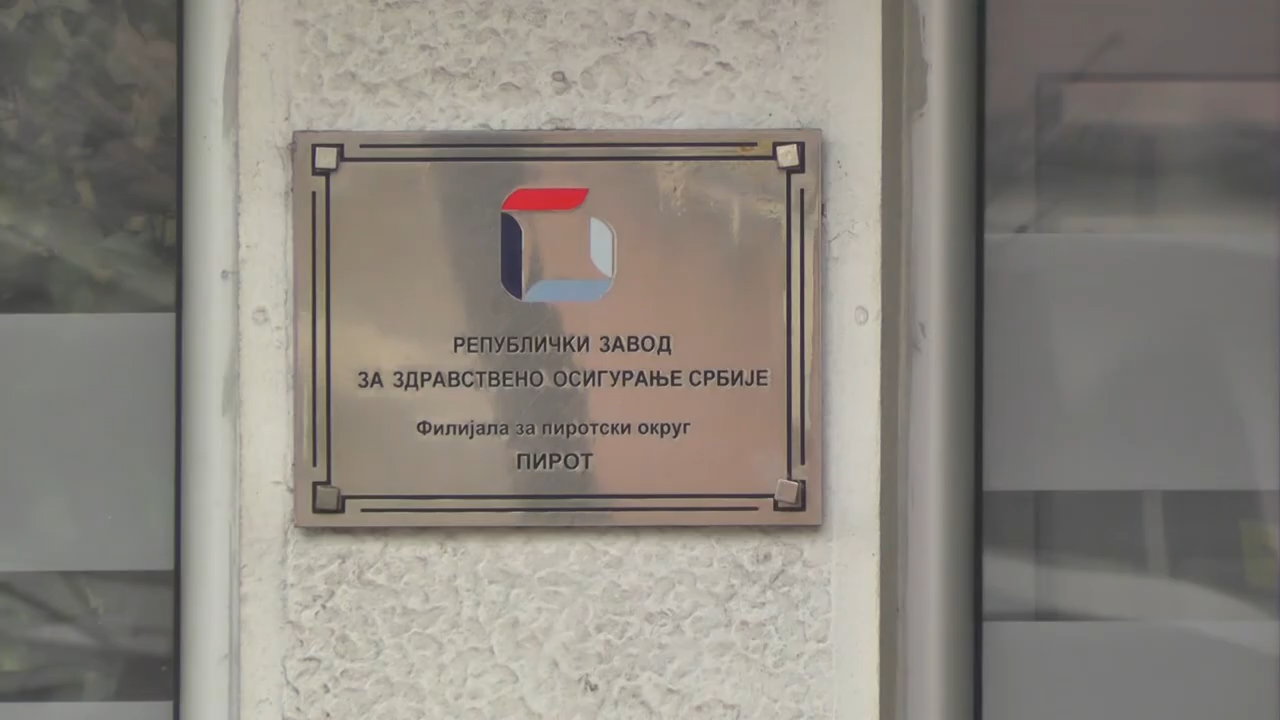 РЕПУБЛИЧКИ ЗАВОД
ЗА ЗДРАВСТВЕНО ОСИГУРАЊЕ СРБИЈЕ
Филијала за пиротски округ
ПИРОТ